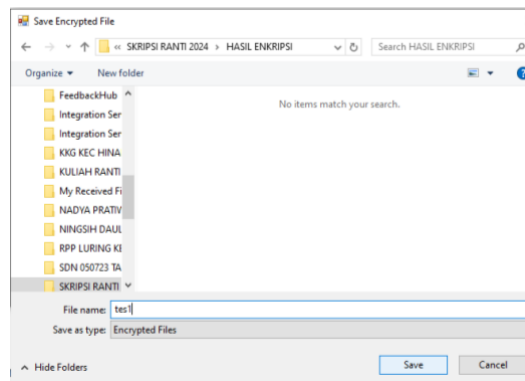 Save Encrypted File
« SKRIPSI RANTI 2024 > HASIL ENKRIPSI
Search HASIL ENKRIPSI
Organize New folder
?
FeedbackHub
No items match your search.
Integration Ser
Integration Ser
KKG KEC HINA
KULIAH RANTI
My Received Fi
NADYA PRATIV
NINGSIH DAUL
RPP LURING KE
SDN 050723 TA
SKRIPSI RANTI
File name: tes1
Save as type: Encrypted Files
Hide Folders
Save
Cancel